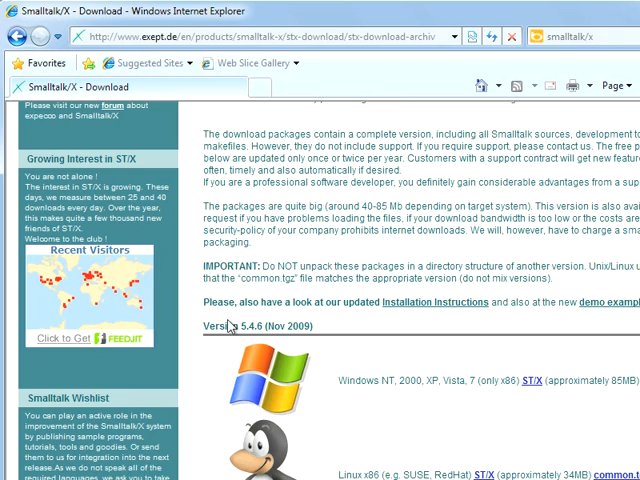 Smalltalk/X - Download - Windows Internet Explorer
http://www.exept.de/en/products/smalltalk-x/stx-download/stx-download-archiv
smalltalk/x
Favorites
Suggested Sites
Web Slice Gallery
Smalltalk/X - Download
Page
Please visit our new forum about
expecco and Smalltalk/X
Growing Interest in ST/X
You are not alone !
The interest in ST/X is growing. These
days, we measure between 25 and 40
downloads every day. Over the year,
this makes quite a few thousand new
friends of ST/X.
Welcome to the club !
Recent Visitors
Click to Get FEEDJIT
Smalltalk Wishlist
You can play an active role in the
improvement of the Smalltalk/X system
by publishing sample programs,
tutorials, tools and goodies. Or send
them to us for integration into the next
release.As we do not speak all of the
required languages, we ask you to take
The download packages contain a complete version, including all Smalltalk sources, development to
makefiles. However, they do not include support. If you require support, please contact us. The free p
below are updated only once or twice per year. Customers with a support contract will get new featur
often, timely and also automatically if desired.
If you are a professional software developer, you definitely gain considerable advantages from a sup
The packages are quite big (around 40-85 Mb depending on target system). This version is also avai
request if you have problems loading the files, if your download bandwidth is too low or the costs are
security-policy of your company prohibits internet downloads. We will, however, have to charge a sma
packaging.
IMPORTANT: Do NOT unpack these packages in a directory structure of another version. Unix/Linux u
that the "common.tgz" file matches the appropriate version (do not mix versions).
Please, also have a look at our updated Installation Instructions and also at the new demo exampl
Version 5.4.6 (Nov 2009)
Windows NT, 2000, XP, Vista, 7 (only x86) ST/X (approximately 85MB)
Linux x86 (e.g. SUSE, RedHat) ST/X (approximately 34MB) common.t